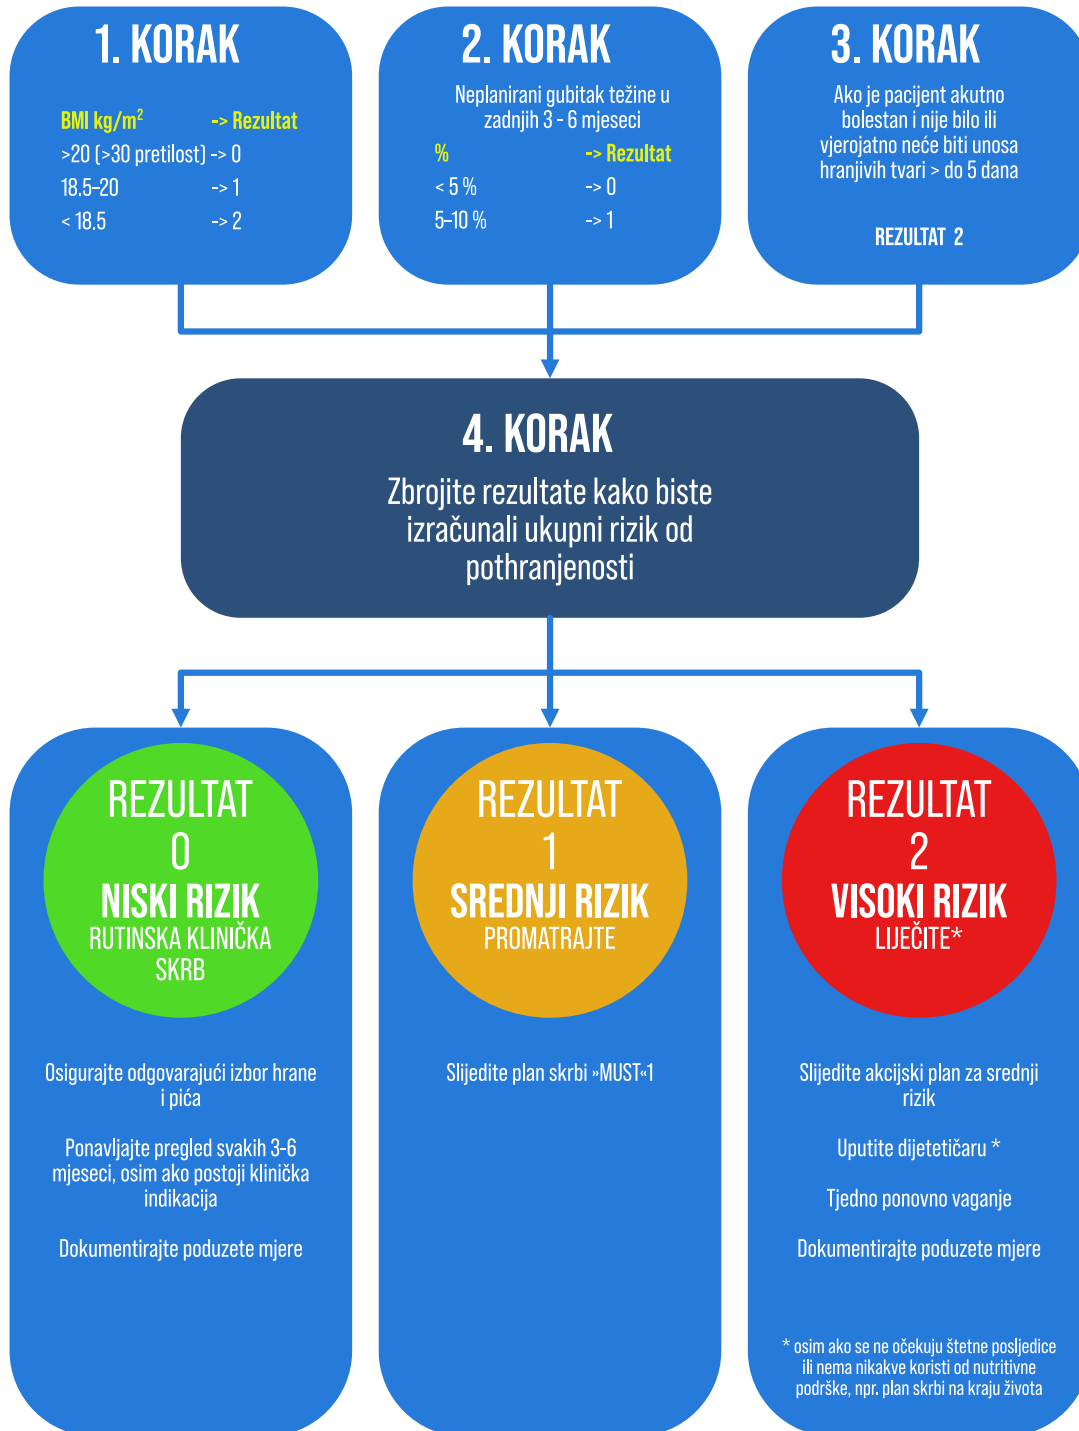 1. KORAK
BMI kg/m² -> Rezultat
>20 (>30 pretilost) -> 0
18.5–20 -> 1
< 18.5 -> 2
2. KORAK
Neplanirani gubitak težine u
zadnjih 3 - 6 mjeseci
% -> Rezultat
< 5 % -> 0
5–10 % -> 1
3. KORAK
Ako je pacijent akutno
bolestan i nije bilo ili
vjerojatno neće biti unosa
hranjivih tvari > do 5 dana
REZULTAT 2
4. KORAK
Zbrojite rezultate kako biste
izračunali ukupni rizik od
pothranjenosti
REZULTAT
0
NISKI RIZIK
RUTINSKA KLINIČKA
SKRB
Osigurajte odgovarajući izbor hrane
i pića
Ponavljajte pregled svakih 3-6
mjeseci, osim ako postoji klinička
indikacija
Dokumentirajte poduzete mjere
REZULTAT
1
SREDNJI RIZIK
PROMATRAJTE
Slijedite plan skrbi »MUST«1
REZULTAT
2
VISOKI RIZIK
LIJEČITE*
Slijedite akcijski plan za srednji
rizik
Uputite dijetetičaru *
Tjedno ponovno vaganje
Dokumentirajte poduzete mjere
* osim ako se ne očekuju štetne posljedice
ili nema nikakve koristi od nutritivne
podrške, npr. plan skrbi na kraju života